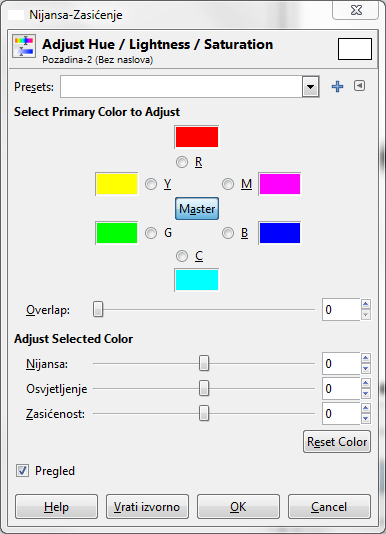 Nijansa-Zasićenje
Adjust Hue / Lightness / Saturation
Pozadina-2 (Bez naslova)
Presets:
Select Primary Color to Adjust
R
Y M
Master
G B
C
Overlap: 0
Adjust Selected Color
Nijansa: 0
Osvjetljenje 0
Zasićenost: 0
Reset Color
Pregled
Help Vrati izvorno OK Cancel